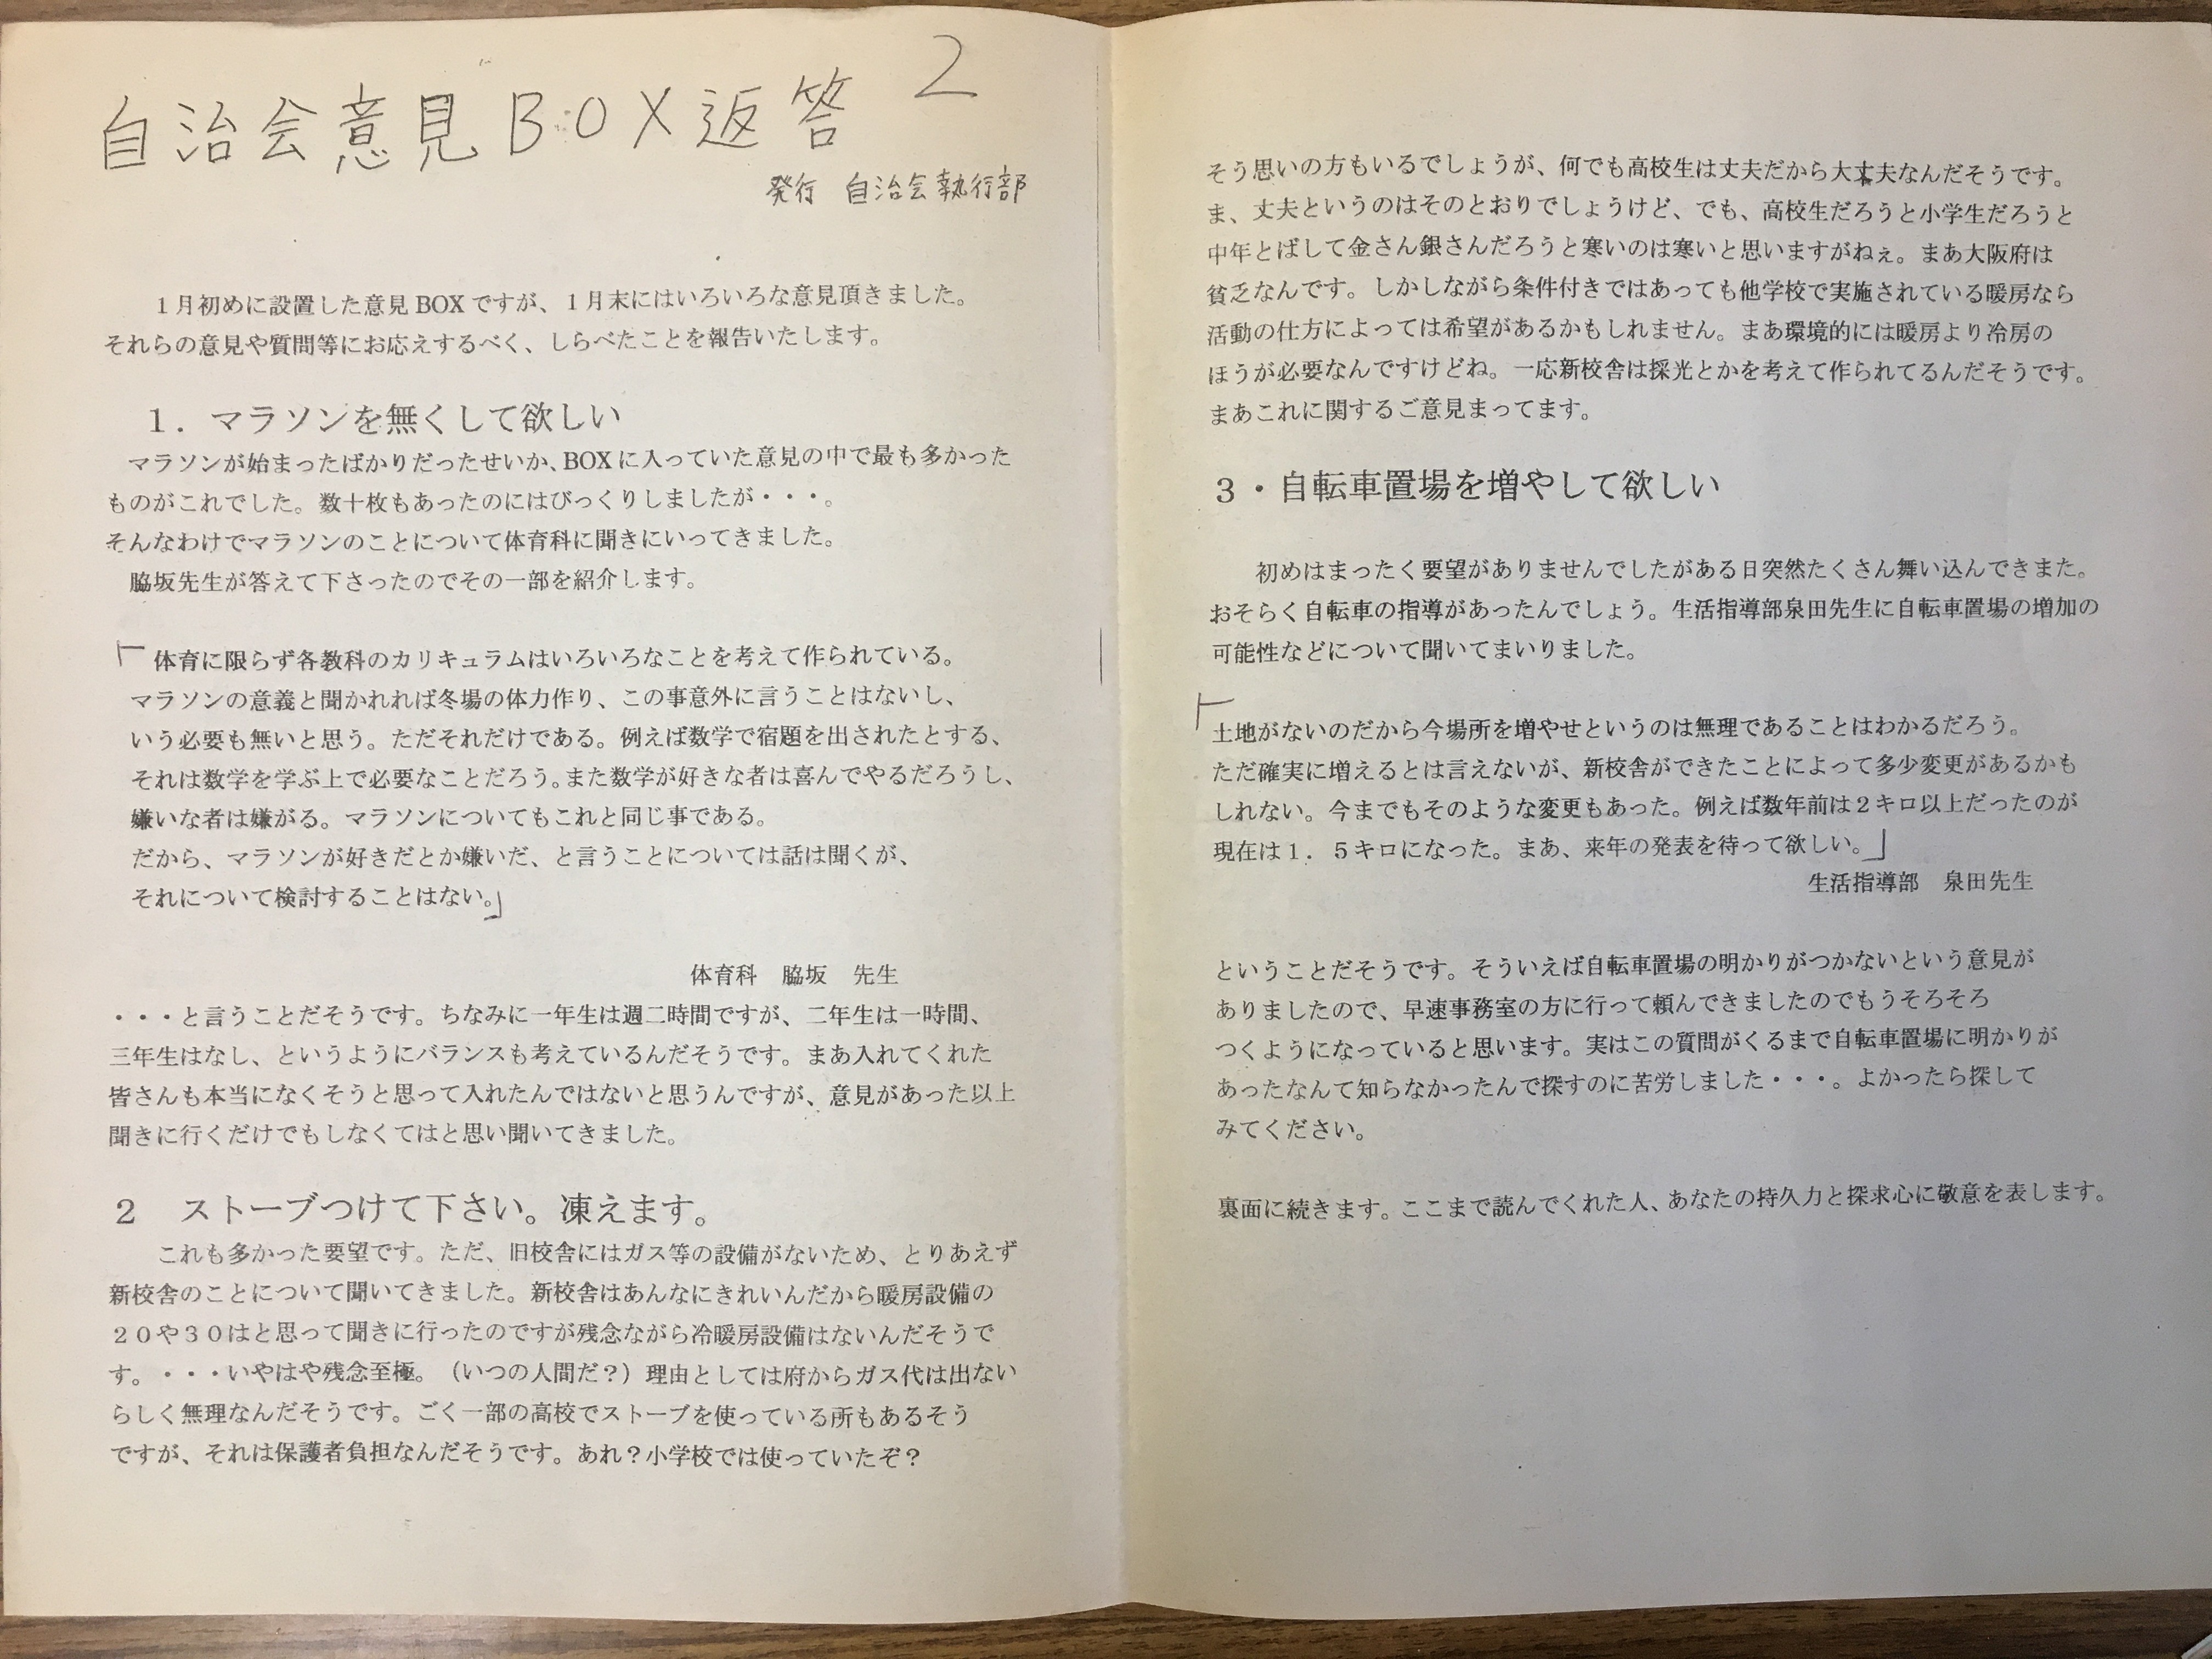 自治会意見BOX返答 2
発行　自治会執行部
１月初めに設置した意見BOXですが、１月末にはいろいろな意見頂きました。
それらの意見や質問等にお応えするべく、しらべたことを報告いたします。
１．マラソンを無くして欲しい
マラソンが始まったばかりだったせいか、BOXに入っていた意見の中で最も多かった
ものがこれでした。数十枚もあったのにはびっくりしましたが・・・。
そんなわけでマラソンのことについて体育科に聞きにいってきました。
脇坂先生が答えて下さったのでその一部を紹介します。
「体育に限らず各教科のカリキュラムはいろいろなことを考えて作られている。
マラソンの意義と聞かれれば冬場の体力作り、この事意外に言うことはないし、
いう必要も無いと思う。ただそれだけである。例えば数学で宿題を出されたとする、
それは数学を学ぶ上で必要なことだろう。また数学が好きな者は喜んでやるだろうし、
嫌いな者は嫌がる。マラソンについてもこれと同じ事である。
だから、マラソンが好きだとか嫌いだ、と言うことについては話は聞くが、
それについて検討することはない。」
体育科　脇坂　先生
・・・と言うことだそうです。ちなみに一年生は週二時間ですが、二年生は一時間、
三年生はなし、というようにバランスも考えているんだそうです。まあ入れてくれた
皆さんも本当になくそうと思って入れたんではないと思うんですが、意見があった以上
聞きに行くだけでもしなくてはと思い聞いてきました。
２　ストーブつけて下さい。凍えます。
これも多かった要望です。ただ、旧校舎にはガス等の設備がないため、とりあえず
新校舎のことについて聞いてきました。新校舎はあんなにきれいんだから暖房設備の
２０や３０はと思って聞きに行ったのですが残念ながら冷暖房設備はないんだそうで
す。・・・いやはや残念至極。（いつの人間だ？）理由としては府からガス代は出ない
らしく無理なんだそうです。ごく一部の高校でストーブを使っている所もあるそう
ですが、それは保護者負担なんだそうです。あれ？小学校では使っていたぞ？
そう思いの方もいるでしょうが、何でも高校生は丈夫だから大丈夫なんだそうです。
ま、丈夫というのはそのとおりでしょうけど、でも、高校生だろうと小学生だろうと
中年とばして金さん銀さんだろうと寒いのは寒いと思いますがねぇ。まあ大阪府は
貧乏なんです。しかしながら条件付きではあっても他学校で実施されている暖房なら
活動の仕方によっては希望があるかもしれません。まあ環境的には暖房より冷房の
ほうが必要なんですけどね。一応新校舎は採光とかを考えて作られてるんだそうです。
まあこれに関するご意見まってます。
３・自転車置場を増やして欲しい
初めはまったく要望がありませんでしたがある日突然たくさん舞い込んできまた。
おそらく自転車の指導があったんでしょう。生活指導部泉田先生に自転車置場の増加の
可能性などについて聞いてまいりました。
「土地がないのだから今場所を増やせというのは無理であることはわかるだろう。
ただ確実に増えるとは言えないが、新校舎ができたことによって多少変更があるかも
しれない。今までもそのような変更もあった。例えば数年前は２キロ以上だったのが
現在は１．５キロになった。まあ、来年の発表を待って欲しい。」
生活指導部　泉田先生
ということだそうです。そういえば自転車置場の明かりがつかないという意見が
ありましたので、早速事務室の方に行って頼んできましたのでもうそろそろ
つくようになっていると思います。実はこの質問がくるまで自転車置場に明かりが
あったなんて知らなかったんで探すのに苦労しました・・・。よかったら探して
みてください。
裏面に続きます。ここまで読んでくれた人、あなたの持久力と探求心に敬意を表します。